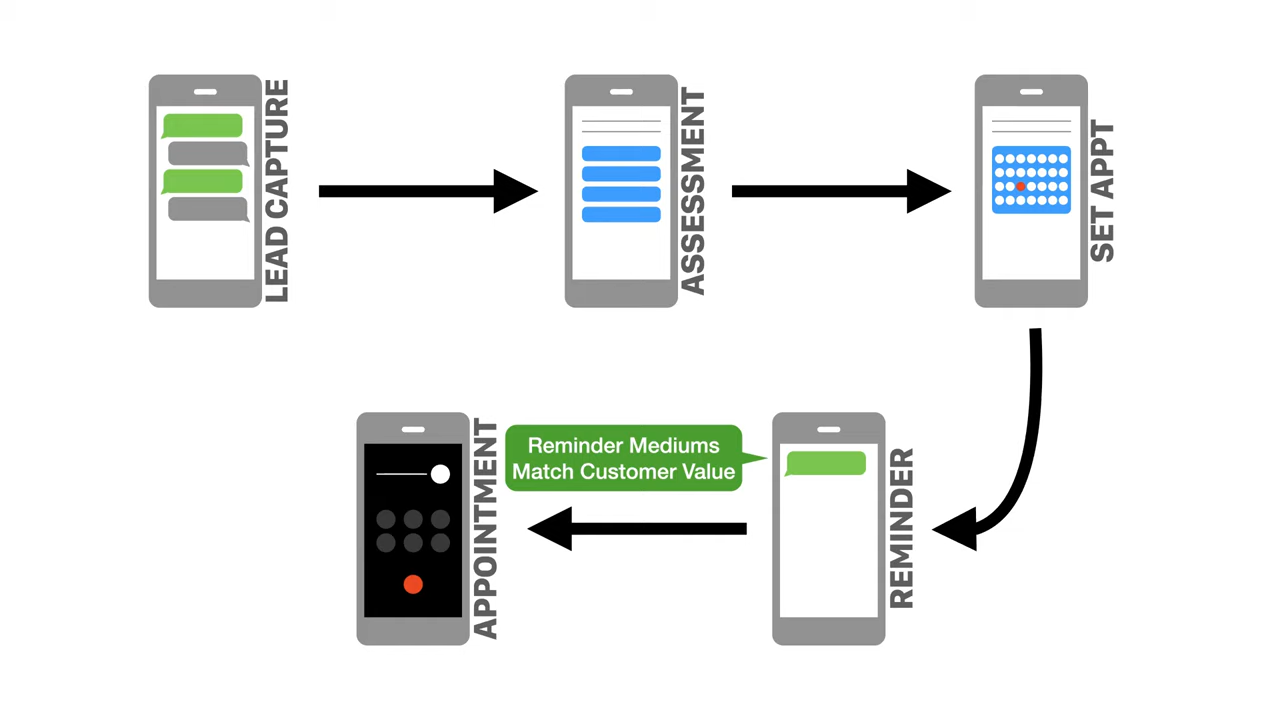 LEAD CAPTURE
ASSESSMENT
SET APPT
APPOINTMENT
Reminder Mediums
Match Customer Value
REMINDER